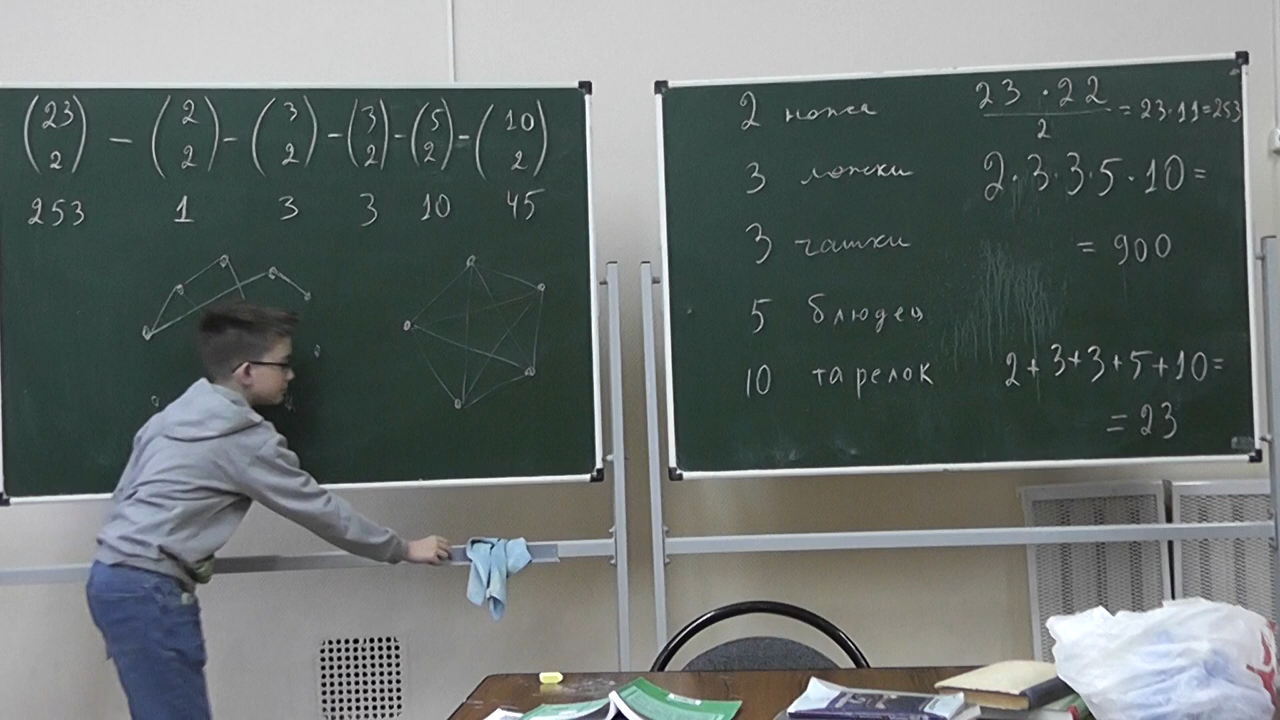 (23 2) – (2 2) – (3 2) – (3 2) – (5 2) – (10 2)
253 1 3 3 10 45
2 ножа
3 ложки
3 чашки
5 блюдец
10 тарелок
23 · 22 / 2 = 23·11=253
2·3·3·5·10=
= 900
2+3+3+5+10=
= 23